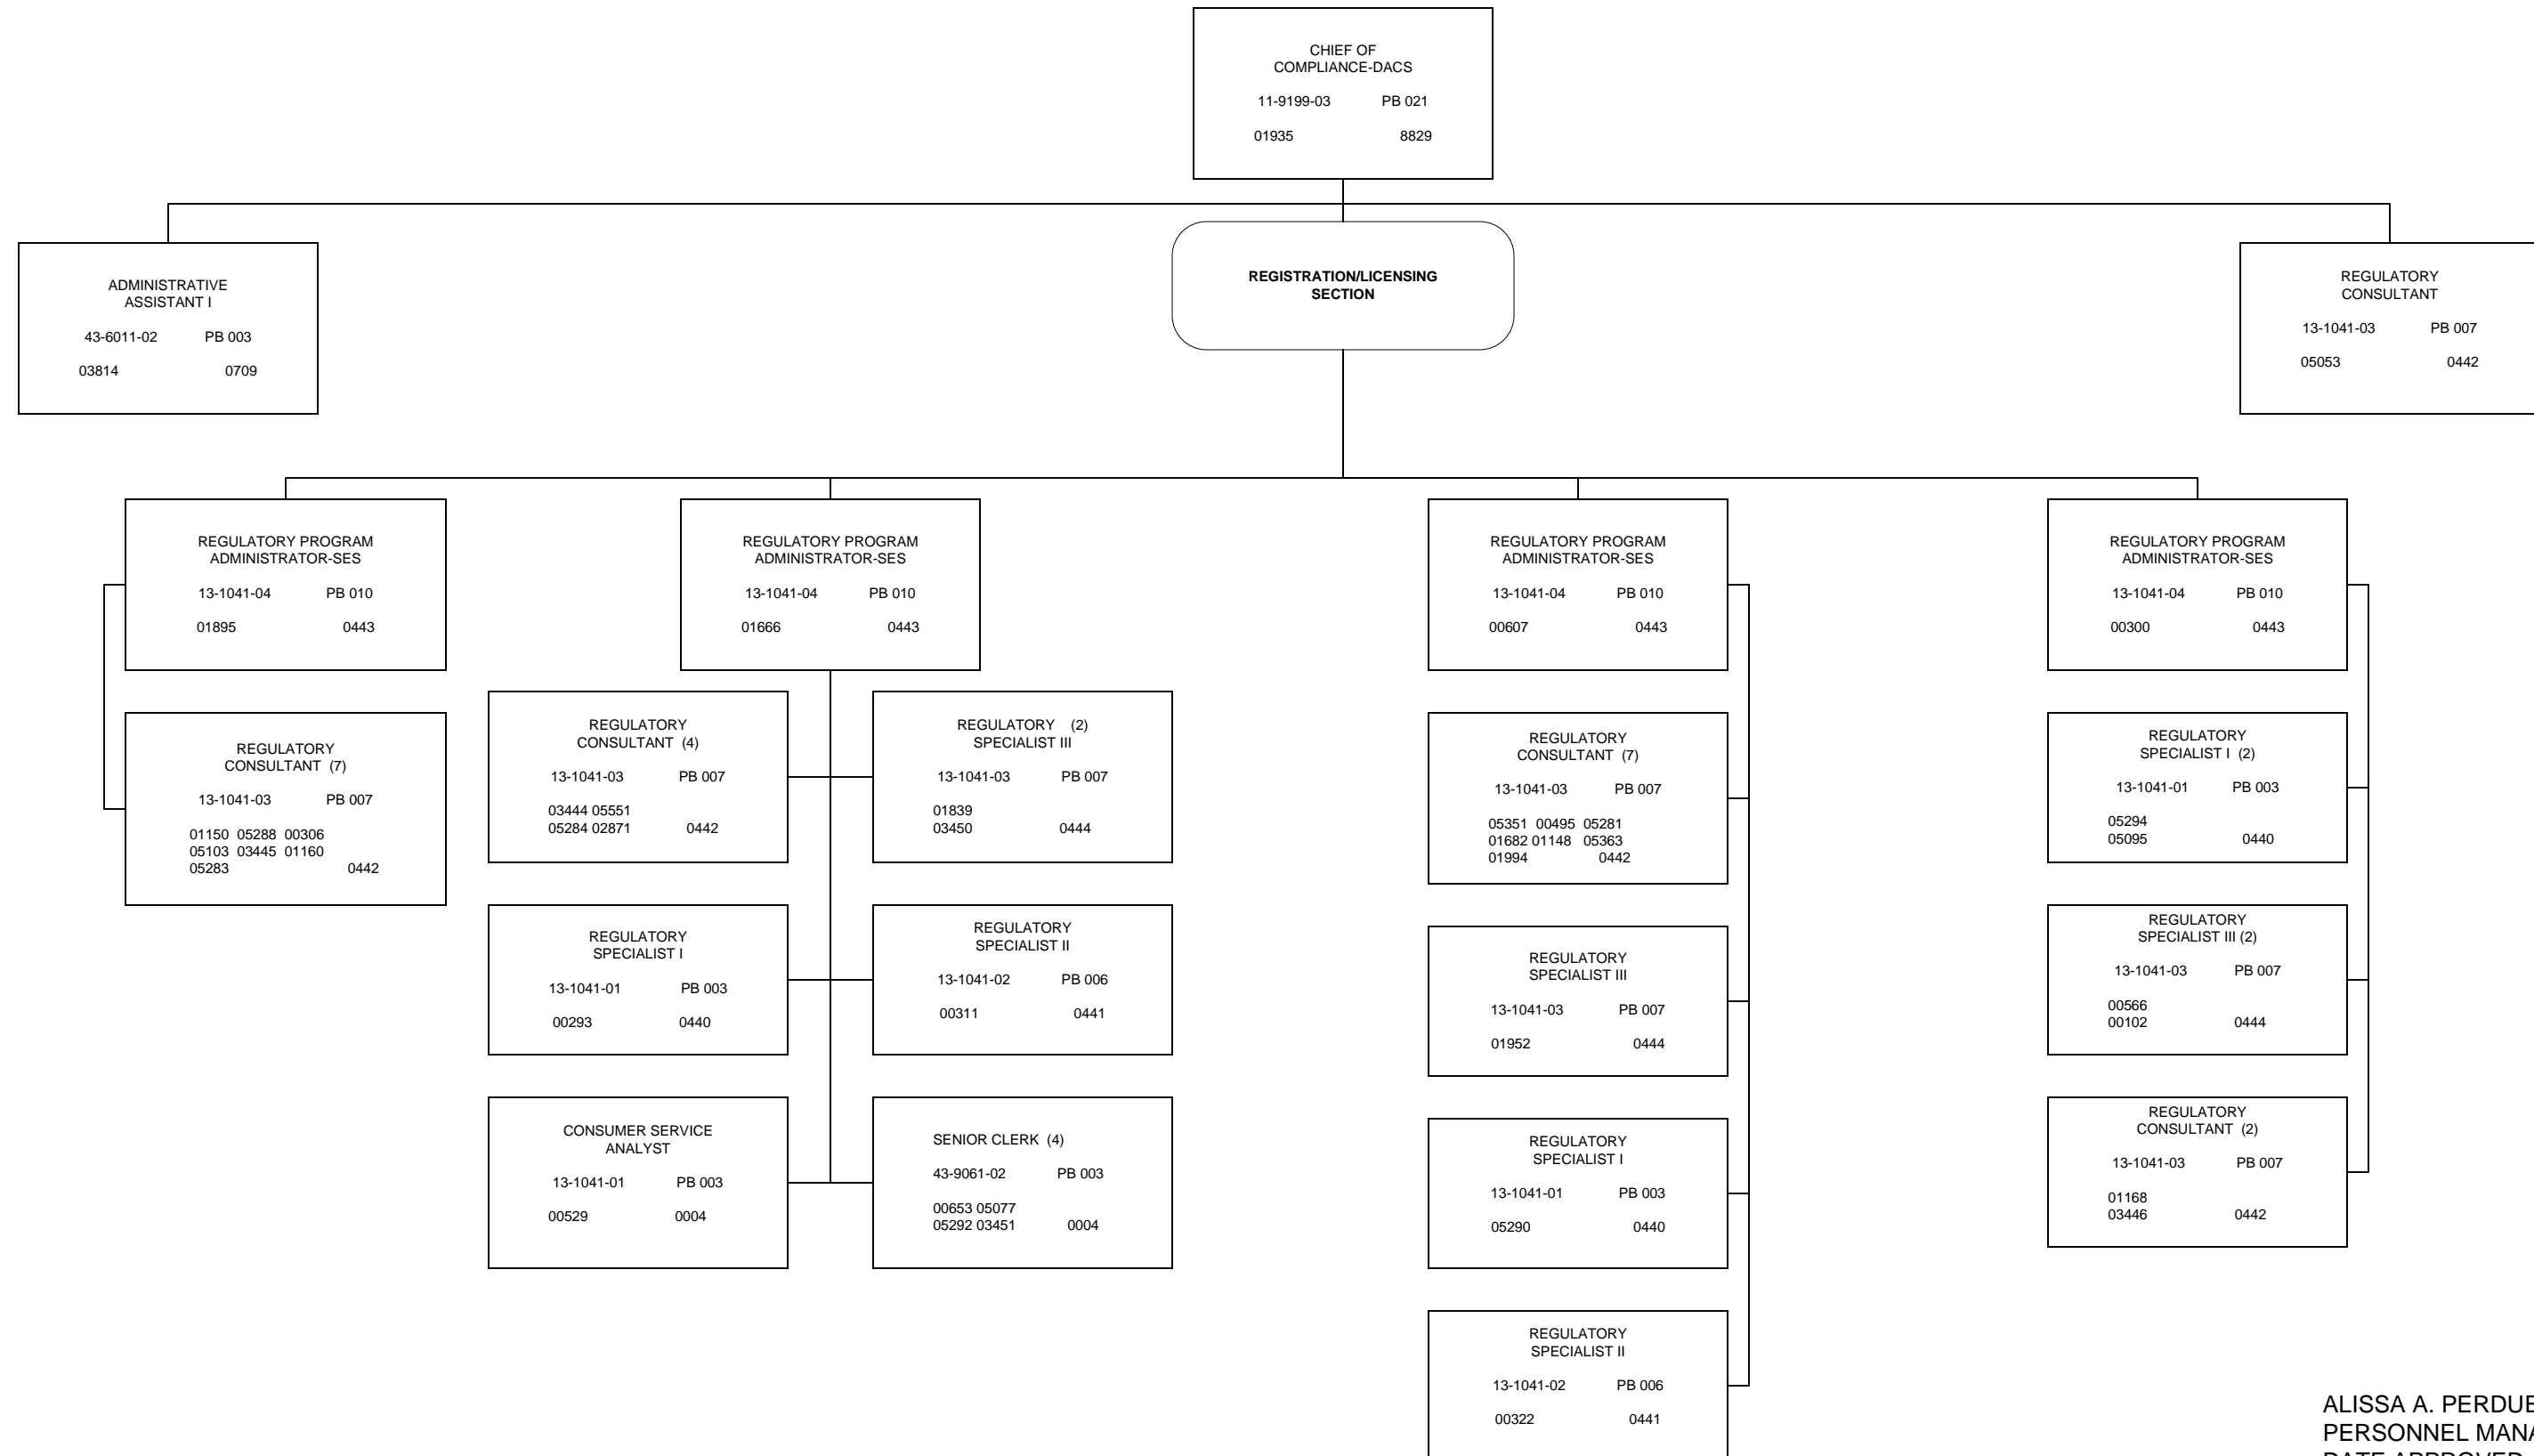 CHIEF OF
COMPLIANCE-DACS
11-9199-03 PB 021
01935 8829
REGISTRATION/LICENSING
SECTION
ADMINISTRATIVE
ASSISTANT I
43-6011-02 PB 003
03814 0709
REGULATORY
CONSULTANT
13-1041-03 PB 007
05053 0442
REGULATORY PROGRAM
ADMINISTRATOR-SES
13-1041-04 PB 010
01895 0443
REGULATORY
CONSULTANT (7)
13-1041-03 PB 007
01150 05288 00306
05103 03445 01160
05283 0442
REGULATORY PROGRAM
ADMINISTRATOR-SES
13-1041-04 PB 010
01666 0443
REGULATORY
CONSULTANT (4)
13-1041-03 PB 007
03444 05551
05284 02871 0442
REGULATORY (2)
SPECIALIST III
13-1041-03 PB 007
01839
03450 0444
REGULATORY
SPECIALIST I
13-1041-01 PB 003
00293 0440
REGULATORY
SPECIALIST II
13-1041-02 PB 006
00311 0441
CONSUMER SERVICE
ANALYST
13-1041-01 PB 003
00529 0004
SENIOR CLERK (4)
43-9061-02 PB 003
00653 05077
05292 03451 0004
REGULATORY PROGRAM
ADMINISTRATOR-SES
13-1041-04 PB 010
00607 0443
REGULATORY
CONSULTANT (7)
13-1041-03 PB 007
05351 00495 05281
01682 01148 05363
01994 0442
REGULATORY
SPECIALIST III
13-1041-03 PB 007
01952 0444
REGULATORY
SPECIALIST I
13-1041-01 PB 003
05290 0440
REGULATORY
SPECIALIST II
13-1041-02 PB 006
00322 0441
REGULATORY PROGRAM
ADMINISTRATOR-SES
13-1041-04 PB 010
00300 0443
REGULATORY
SPECIALIST I (2)
13-1041-01 PB 003
05294
05095 0440
REGULATORY
SPECIALIST III (2)
13-1041-03 PB 007
00566
00102 0444
REGULATORY
CONSULTANT (2)
13-1041-03 PB 007
01168
03446 0442
ALISSA A. PERDUE
PERSONNEL MANA
DATE APPROVED